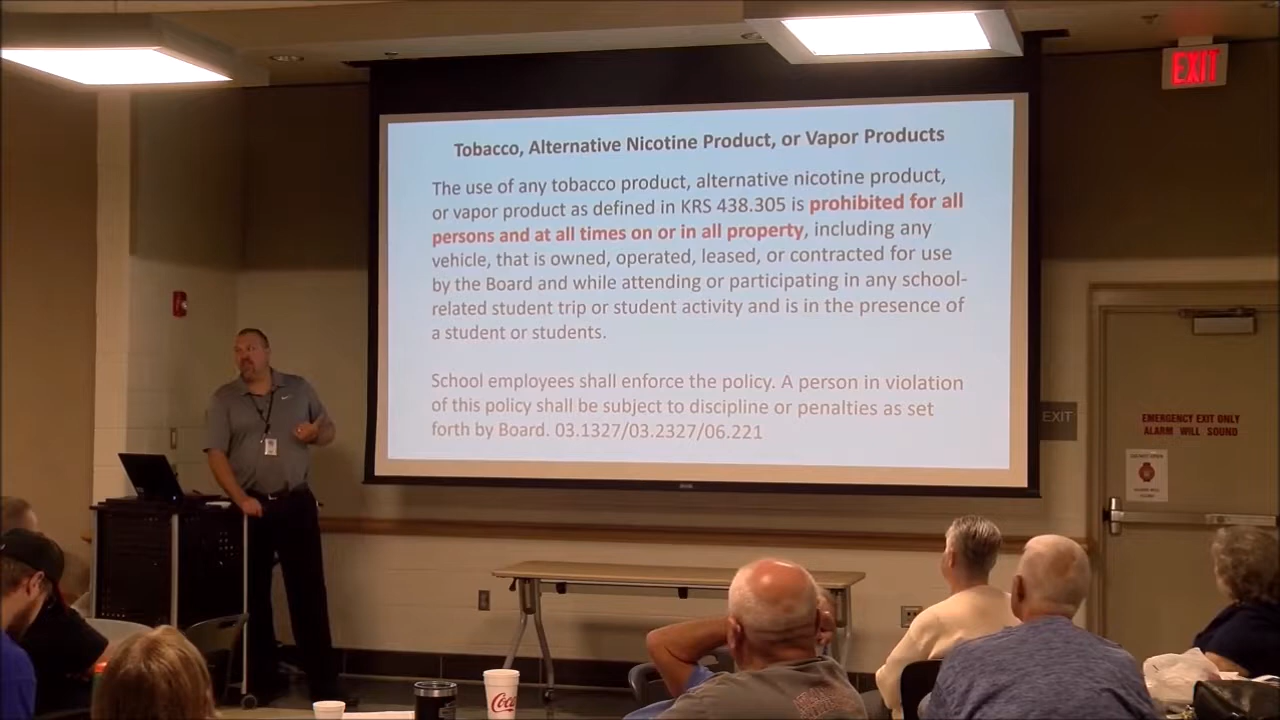 EXIT
Tobacco, Alternative Nicotine Product, or Vapor Products
The use of any tobacco product, alternative nicotine product,
or vapor product as defined in KRS 438.305 is prohibited for all
persons and at all times on or in all property, including any
vehicle, that is owned, operated, leased, or contracted for use
by the Board and while attending or participating in any school-
related student trip or student activity and is in the presence of
a student or students.
School employees shall enforce the policy. A person in violation
of this policy shall be subject to discipline or penalties as set
forth by Board. 03.1327/03.2327/06.221
EXIT
EMERGENCY EXIT ONLY
ALARM WILL SOUND
DO NOT OPEN
Coca